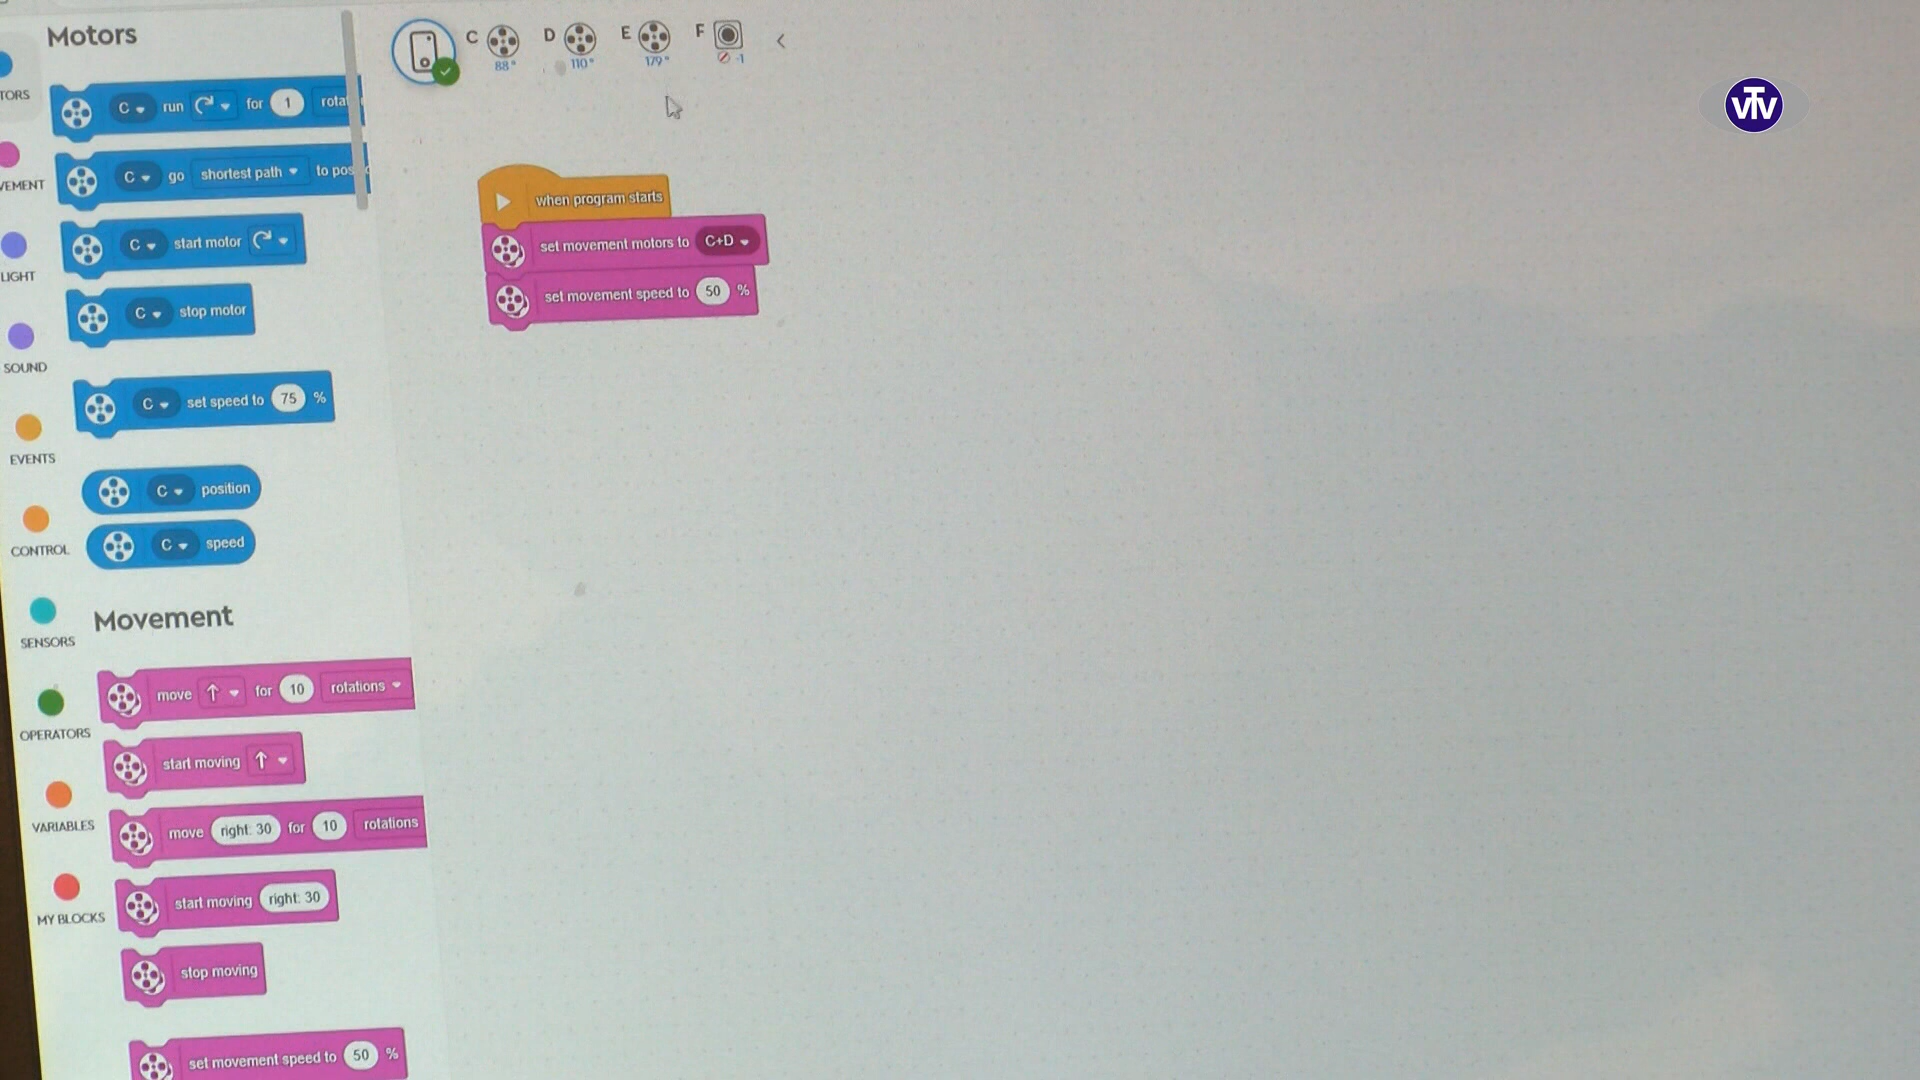 Motors
C D E F
88° 110° 179° -1
VTV
C run for 1
TORS
C go shortest path to
VEMENT
C start motor
LIGHT
C stop motor
SOUND
C set speed to 75 %
EVENTS
C position
CONTROL
C speed
SENSORS
Movement
move for 10 rotations
OPERATORS
start moving
VARIABLES
move right: 30 for 10 rotations
MY BLOCKS
start moving right: 30
stop moving
set movement speed to 50 %
when program starts
set movement motors to C+D
set movement speed to 50 %